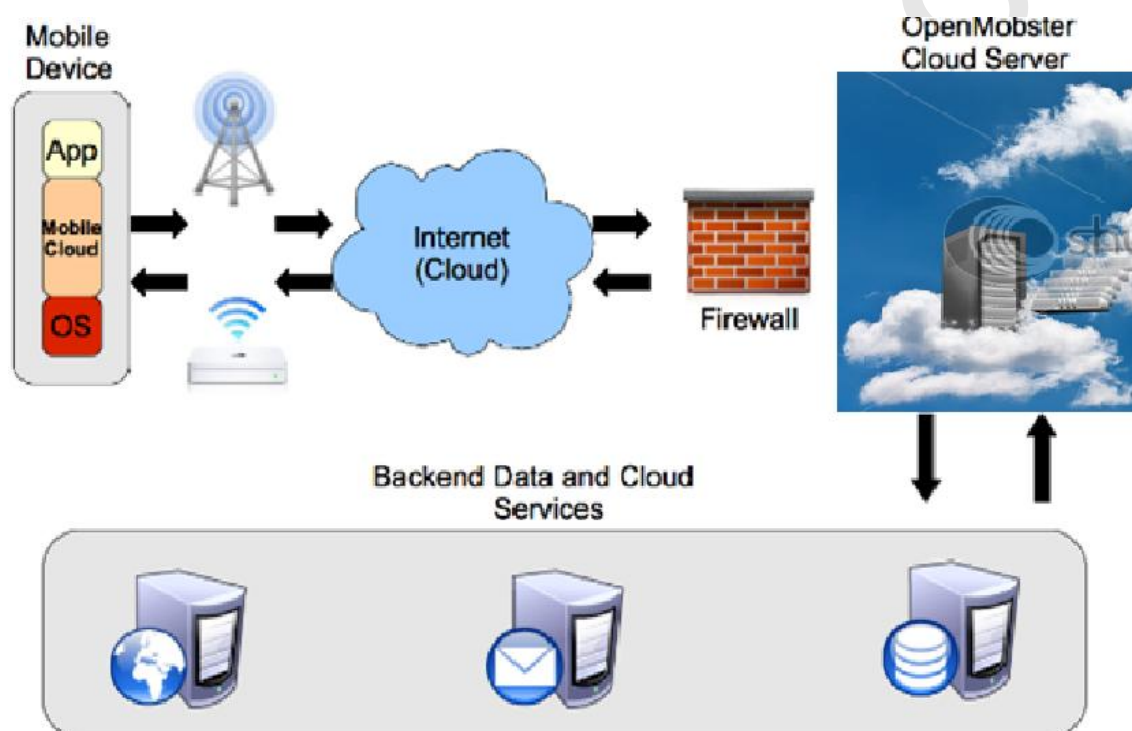 Mobile
Device
App
Mobile
Cloud
OS
Internet
(Cloud)
Firewall
OpenMobster
Cloud Server
Backend Data and Cloud
Services